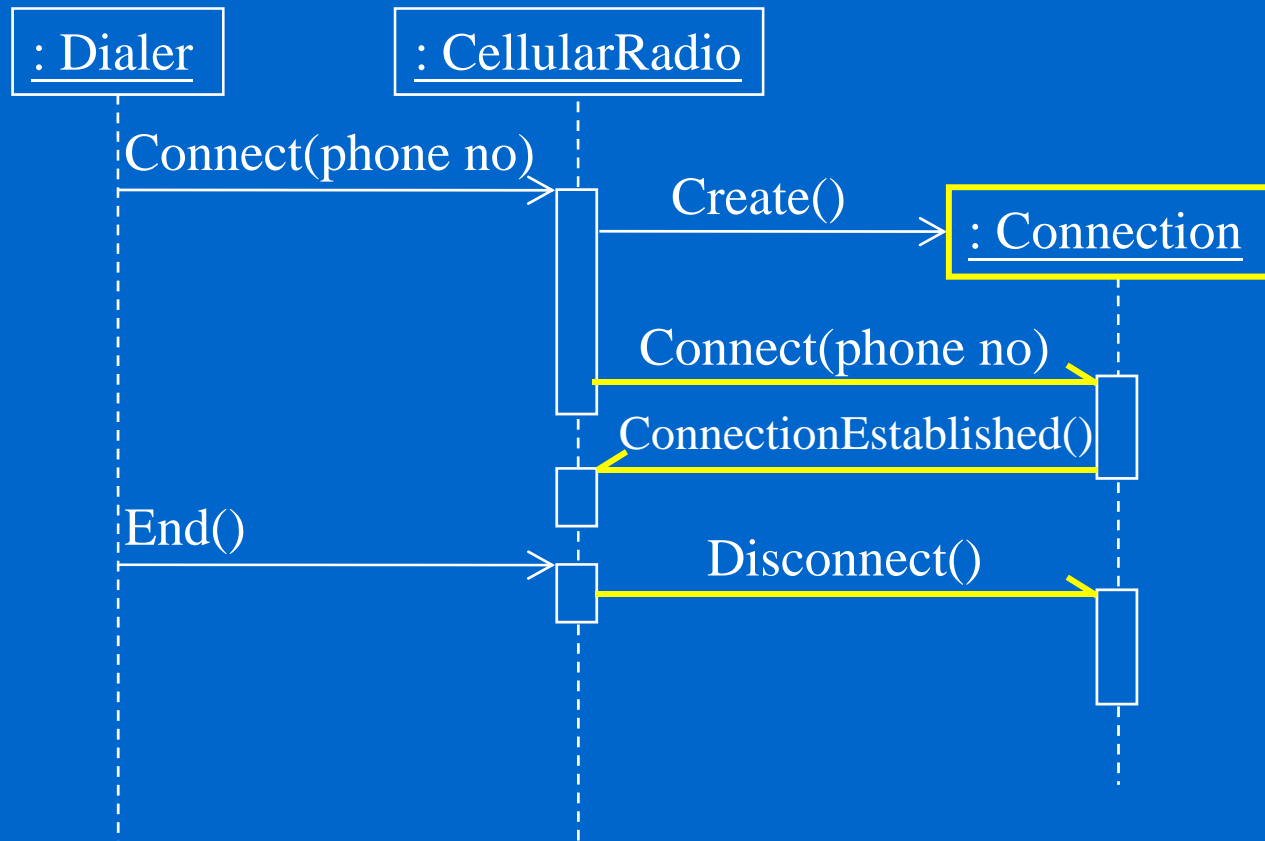 : Dialer
: CellularRadio
Connect(phone no)
Create()
: Connection
Connect(phone no)
ConnectionEstablished()
End()
Disconnect()